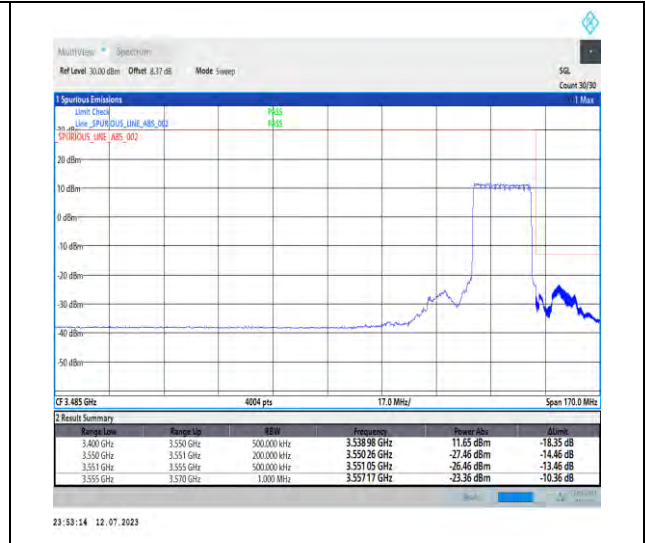 MultiView Spectrum
Ref Level 30.00 dBm Offset 8.37 dB Mode Sweep SGL
Count 30/30
1 Spurious Emissions 1 Max
Limit Check PASS
Line _SPURIOUS_LINE_ABS_002 PASS
_SPURIOUS_LINE_ABS_002
20 dBm
10 dBm
0 dBm
-10 dBm
-20 dBm
-30 dBm
-40 dBm
-50 dBm
CF 3.485 GHz 4004 pts 17.0 MHz/ Span 170.0 MHz
2 Result Summary
Range Low Range Up RBW Frequency Power Abs ΔLimit
3.400 GHz 3.550 GHz 500.000 kHz 3.538 98 GHz 11.65 dBm -18.35 dB
3.550 GHz 3.551 GHz 200.000 kHz 3.550 26 GHz -27.46 dBm -14.46 dB
3.551 GHz 3.555 GHz 500.000 kHz 3.551 05 GHz -26.46 dBm -13.46 dB
3.555 GHz 3.570 GHz 1.000 MHz 3.557 17 GHz -23.36 dBm -10.36 dB
23:53:14 12.07.2023